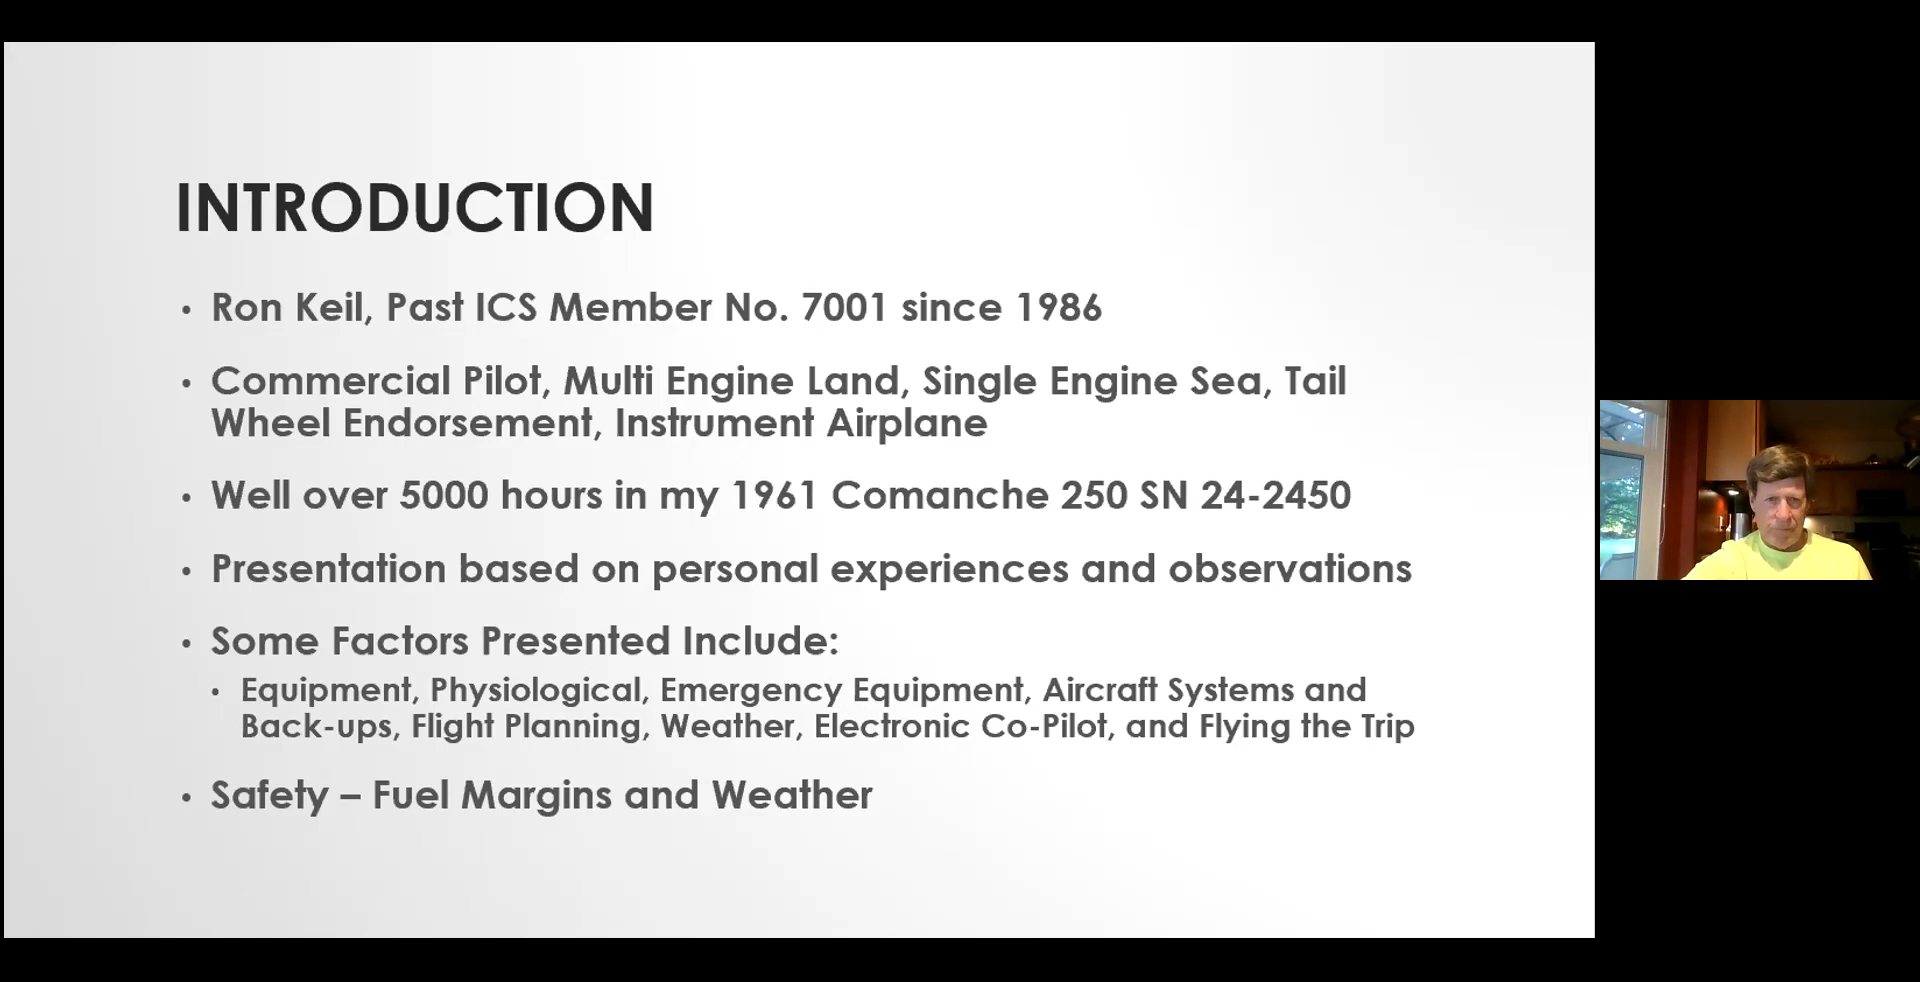 INTRODUCTION
• Ron Keil, Past ICS Member No. 7001 since 1986
• Commercial Pilot, Multi Engine Land, Single Engine Sea, Tail
Wheel Endorsement, Instrument Airplane
• Well over 5000 hours in my 1961 Comanche 250 SN 24-2450
• Presentation based on personal experiences and observations
• Some Factors Presented Include:
• Equipment, Physiological, Emergency Equipment, Aircraft Systems and
Back-ups, Flight Planning, Weather, Electronic Co-Pilot, and Flying the Trip
• Safety – Fuel Margins and Weather